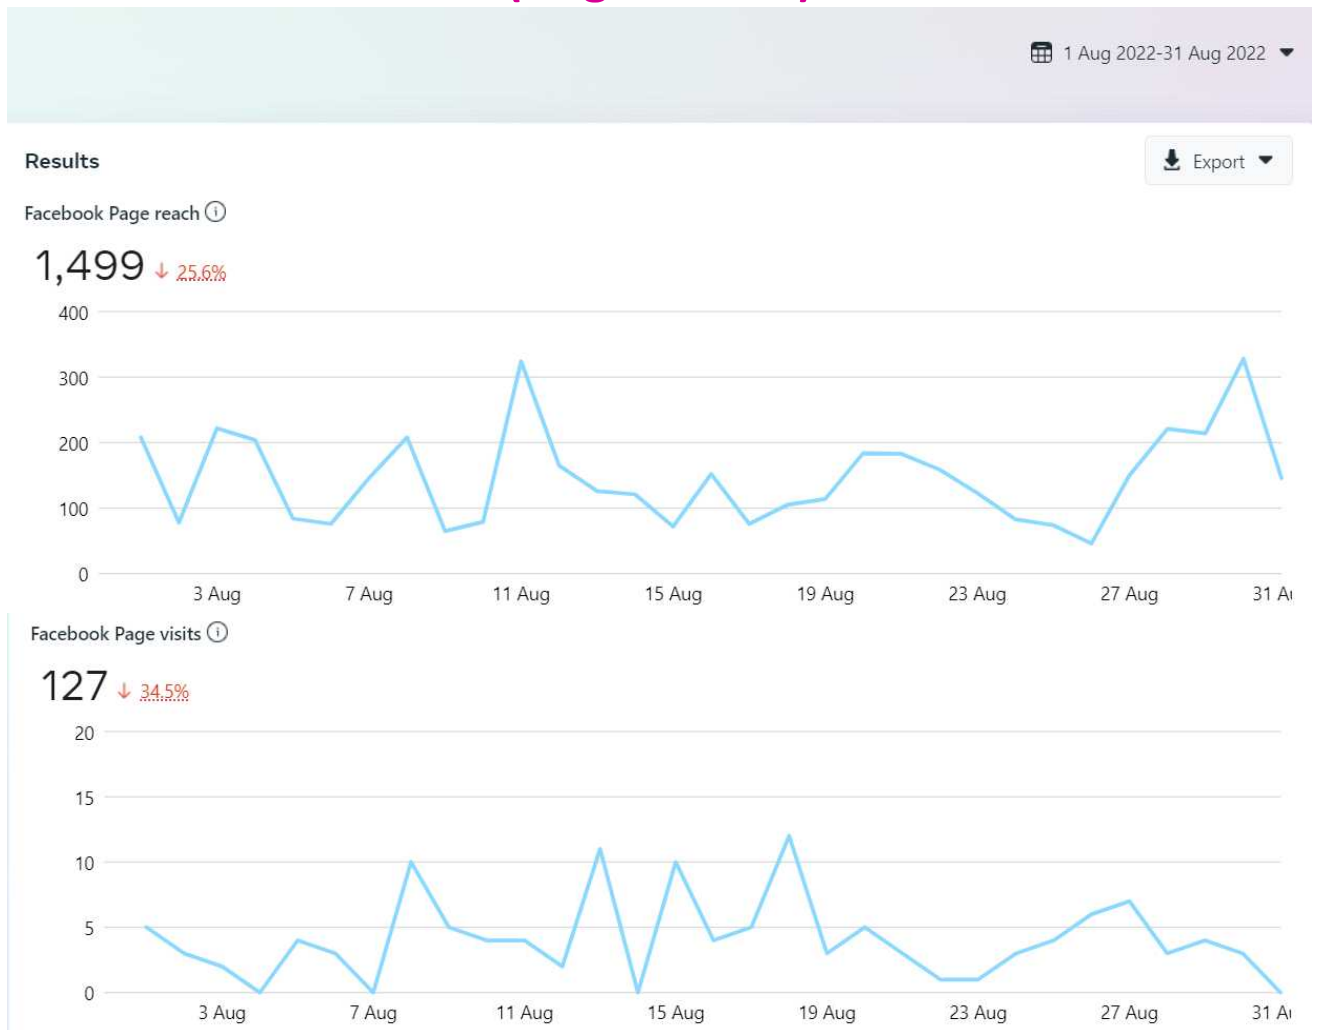 1 Aug 2022-31 Aug 2022
Results
Export
Facebook Page reach
1,499 ↓ 25.6%
400
300
200
100
0
3 Aug 7 Aug 11 Aug 15 Aug 19 Aug 23 Aug 27 Aug 31 A
Facebook Page visits
127 ↓ 34.5%
20
15
10
5
0
3 Aug 7 Aug 11 Aug 15 Aug 19 Aug 23 Aug 27 Aug 31 A